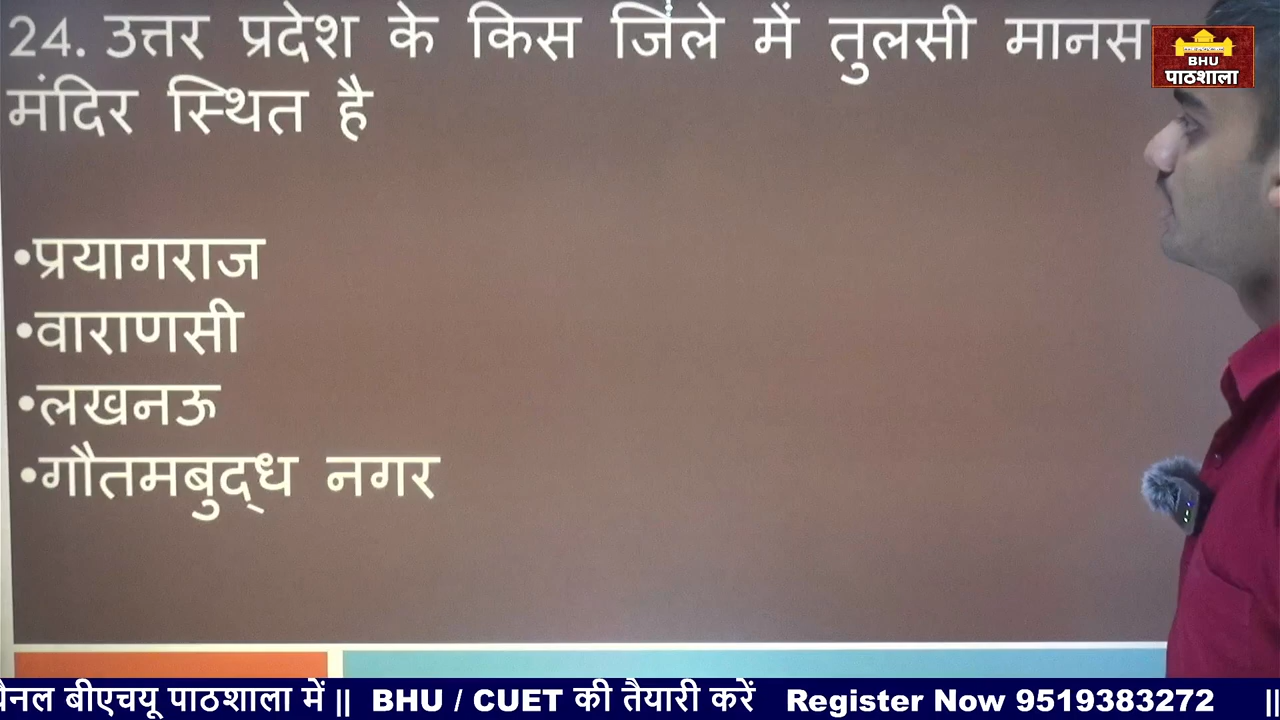 24. उत्तर प्रदेश के किस जिले में तुलसी मानस
मंदिर स्थित है
BHU
पाठशाला
•प्रयागराज
•वाराणसी
•लखनऊ
•गौतमबुद्ध नगर
बीएचयू पाठशाला में || BHU / CUET की तैयारी करें Register Now 9519383272 ||